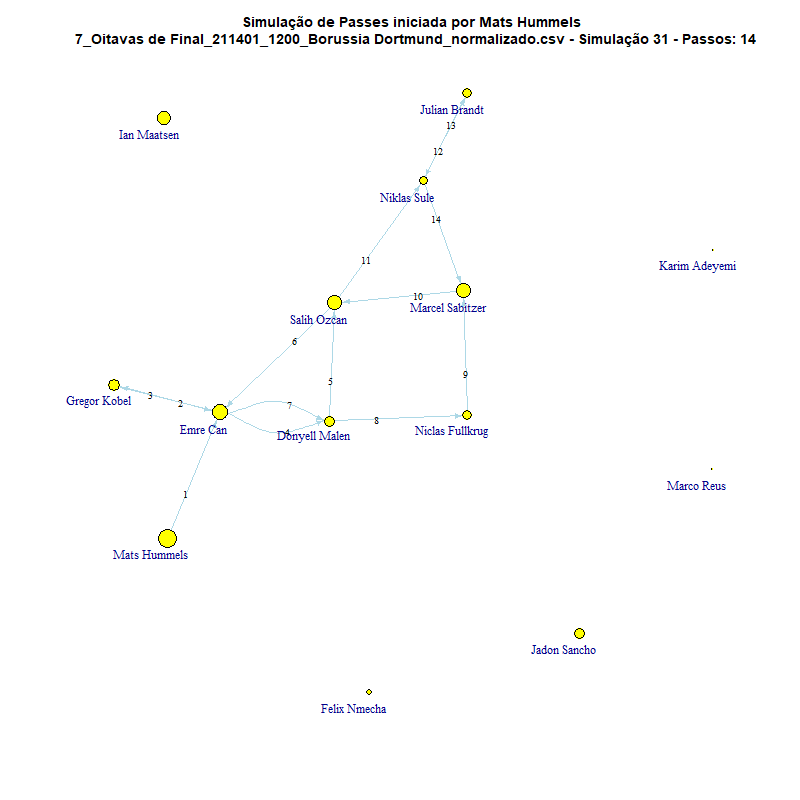 Simulação de Passes iniciada por Mats Hummels
7_Oitavas de Final_211401_1200_Borussia Dortmund_normalizado.csv - Simulação 31 - Passos: 14
Julian Brandt
Ian Maatsen
13
12
Niklas Sule
14
11
Karim Adeyemi
10
Marcel Sabitzer
Salih Ozcan
6
9
5
3
2
Gregor Kobel
7
8
4
Emre Can
Donyell Malen
Niclas Fullkrug
Marco Reus
1
Mats Hummels
Jadon Sancho
Felix Nmecha